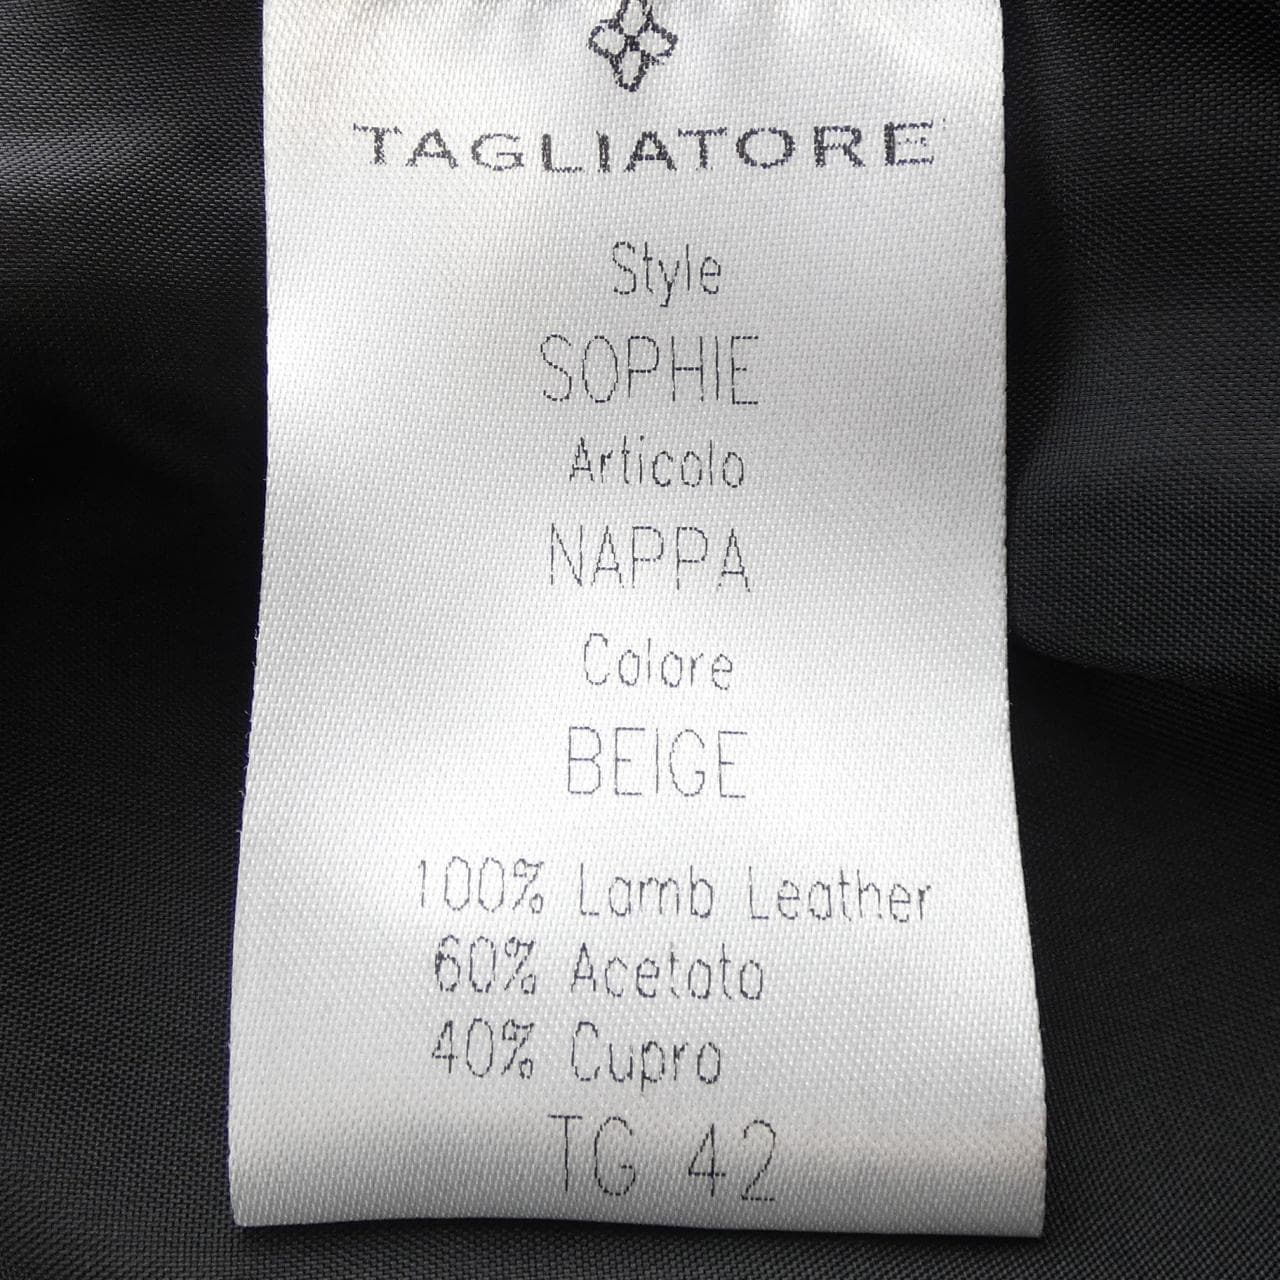 TAGLIATORE
Style
SOPHIE
Articolo
NAPPA
Colore
BEIGE
100% Lamb Leather
60% Acetato
40% Cupro
TG 42